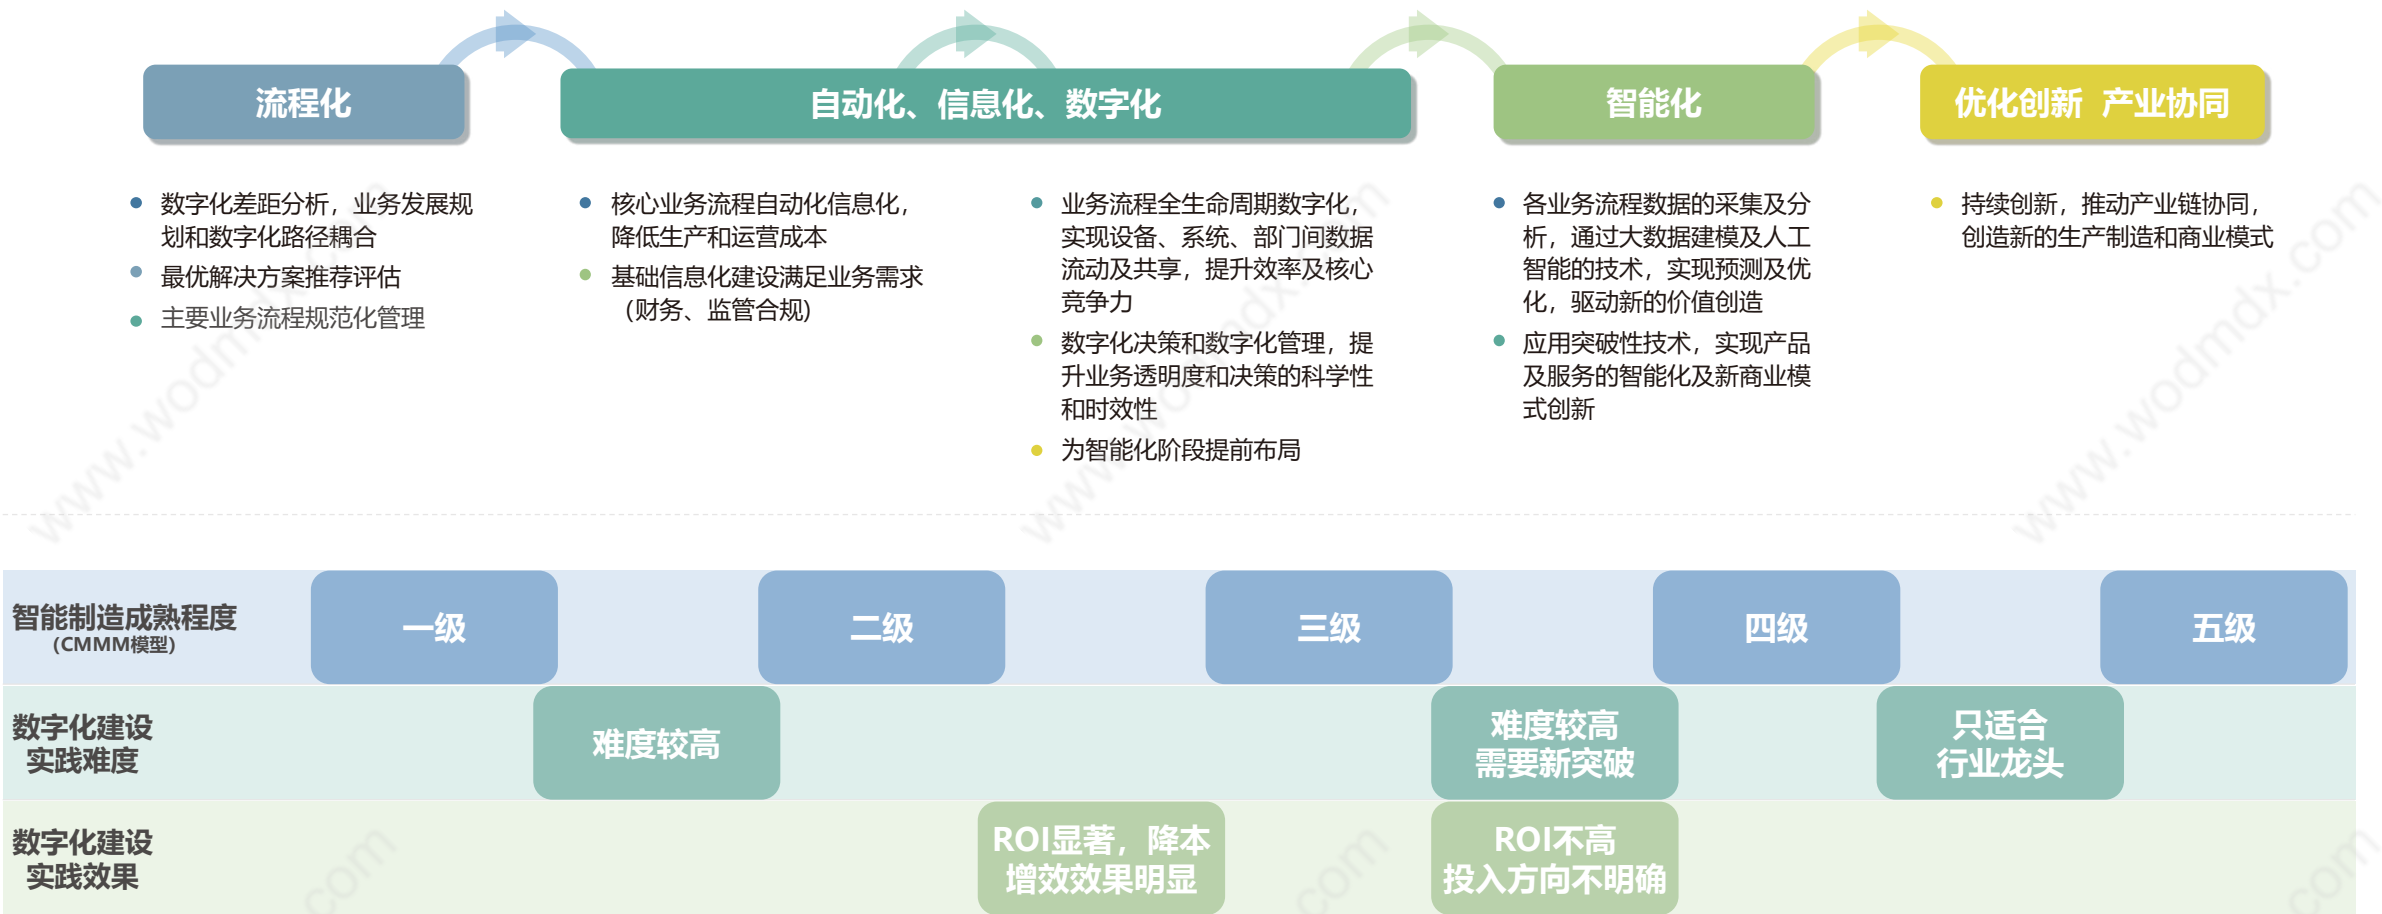 流程化
自动化、信息化、数字化
智能化
优化创新 产业协同
数字化差距分析，业务发展规
划和数字化路径耦合
最优解决方案推荐评估
主要业务流程规范化管理
核心业务流程自动化信息化，
降低生产和运营成本
基础信息化建设满足业务需求
（财务、监管合规)
业务流程全生命周期数字化，
实现设备、系统、部门间数据
流动及共享，提升效率及核心
竞争力
数字化决策和数字化管理，提
升业务透明度和决策的科学性
和时效性
为智能化阶段提前布局
各业务流程数据的采集及分
析，通过大数据建模及人工
智能的技术，实现预测及优
化，驱动新的价值创造
应用突破性技术，实现产品
及服务的智能化及新商业模
式创新
持续创新，推动产业链协同，
创造新的生产制造和商业模式
www.wodmdx.com
www.wodmdx.com
www.wodmdx.com
智能制造成熟程度
（CMMM模型）
一级
二级
三级
四级
五级
数字化建设
实践难度
难度较高
难度较高
需要新突破
只适合
行业龙头
数字化建设
实践效果
ROI显著，降本
增效效果明显
ROI不高
投入方向不明确
com
com
com